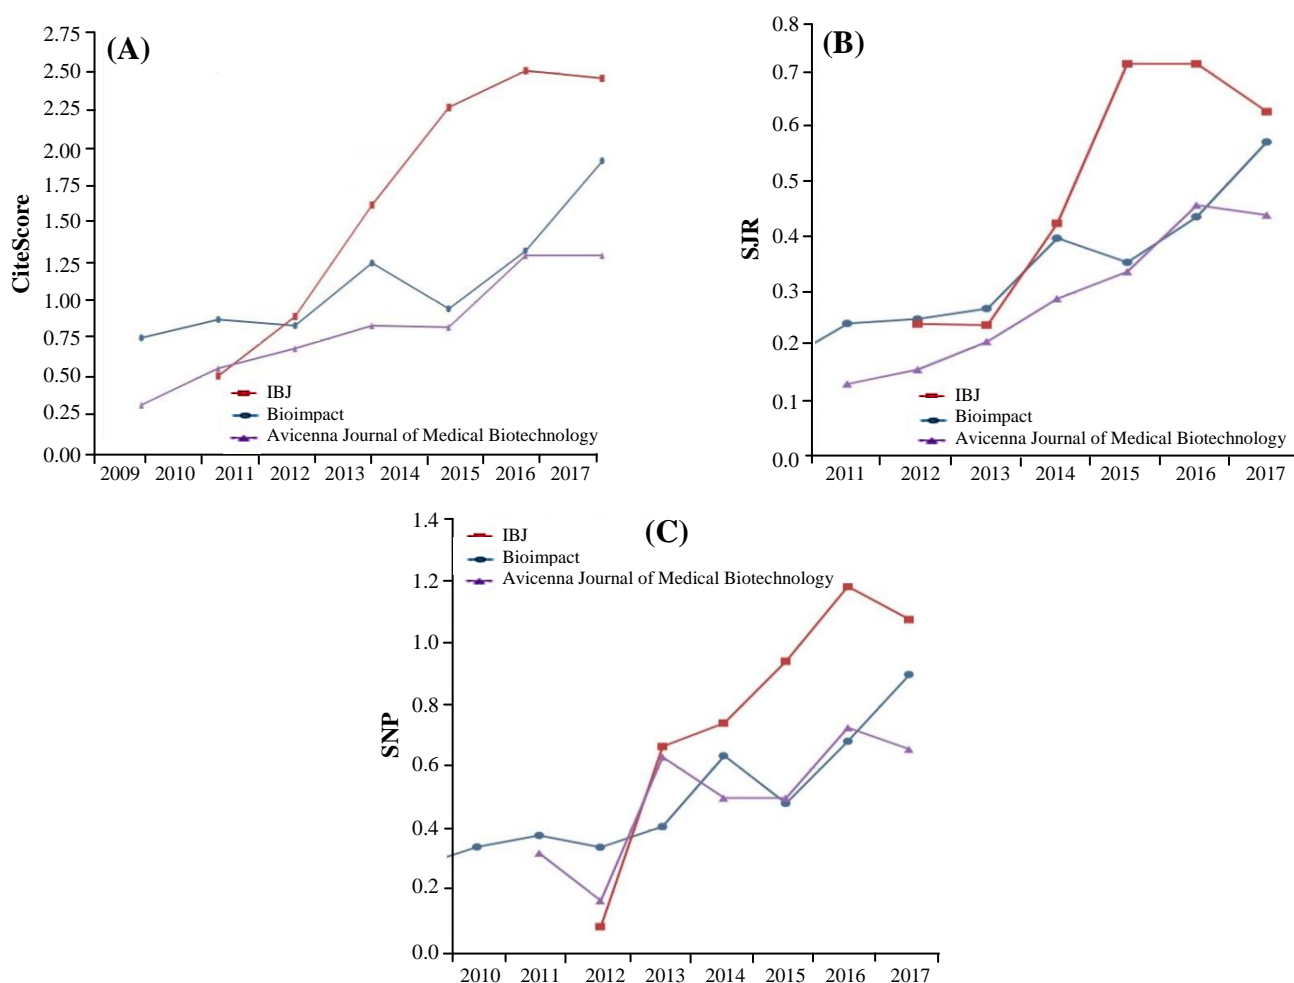 (A)
CiteScore
2.75
2.50
2.25
2.00
1.75
1.50
1.25
1.00
0.75
0.50
0.25
0.00
IBJ
Bioimpact
Avicenna Journal of Medical Biotechnology
2009 2010 2011 2012 2013 2014 2015 2016 2017
(B)
SJR
0.8
0.7
0.6
0.5
0.4
0.3
0.2
0.1
0.0
IBJ
Bioimpact
Avicenna Journal of Medical Biotechnology
2011 2012 2013 2014 2015 2016 2017
(C)
SNP
1.4
1.2
1.0
0.8
0.6
0.4
0.2
0.0
IBJ
Bioimpact
Avicenna Journal of Medical Biotechnology
2010 2011 2012 2013 2014 2015 2016 2017